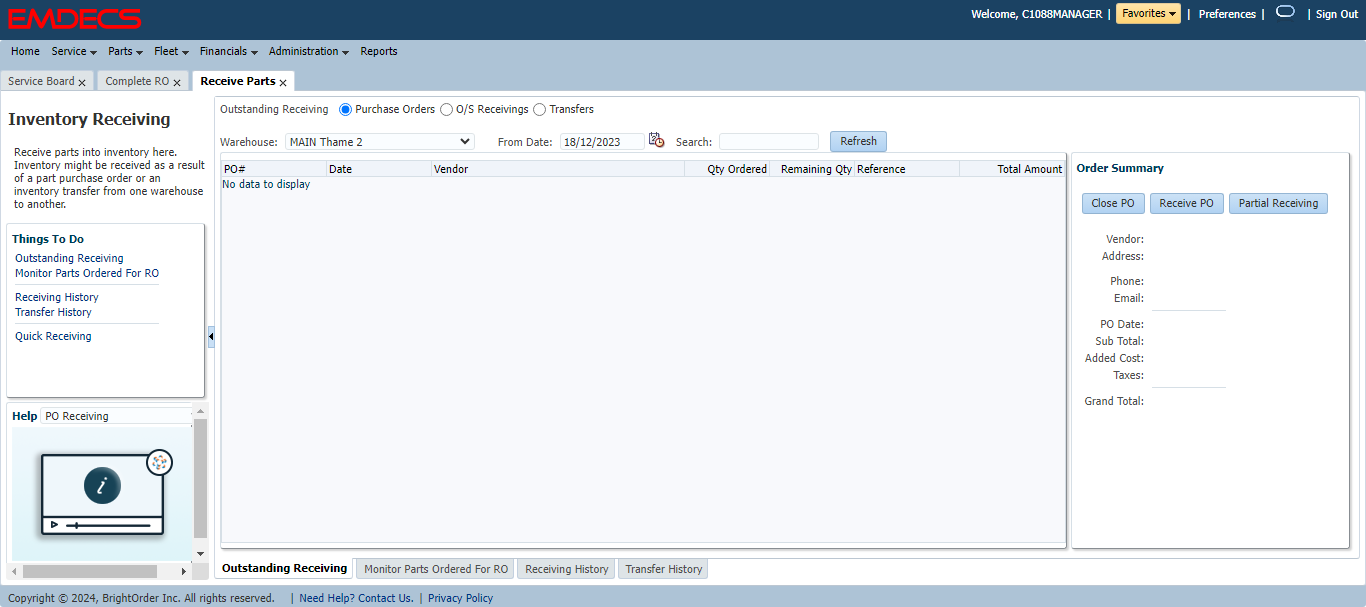 EMDECS
Welcome, C1088MANAGER | Favorites | Preferences | | Sign Out
Home Service Parts Fleet Financials Administration Reports
Service Board x Complete RO x Receive Parts x
Inventory Receiving
Receive parts into inventory here.
Inventory might be received as a result
of a part purchase order or an
inventory transfer from one warehouse
to another.
Things To Do
Outstanding Receiving
Monitor Parts Ordered For RO
Receiving History
Transfer History
Quick Receiving
Help PO Receiving
i
Outstanding Receiving Purchase Orders O/S Receivings Transfers
Warehouse: MAIN Thame 2 From Date: 18/12/2023 Search: Refresh
PO# Date Vendor Qty Ordered Remaining Qty Reference Total Amount
No data to display
Order Summary
Close PO Receive PO Partial Receiving
Vendor:
Address:
Phone:
Email:
PO Date:
Sub Total:
Added Cost:
Taxes:
Grand Total:
Outstanding Receiving Monitor Parts Ordered For RO Receiving History Transfer History
Copyright © 2024, BrightOrder Inc. All rights reserved. | Need Help? Contact Us. | Privacy Policy